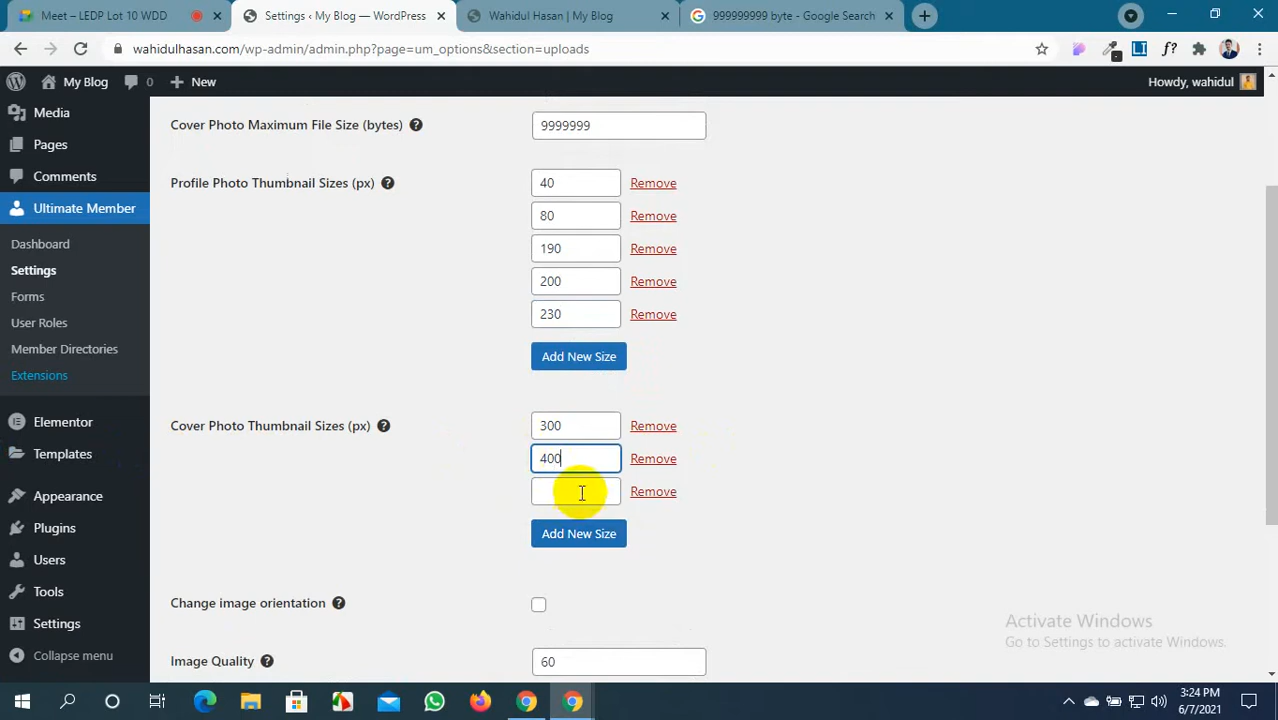 Meet – LEDP Lot 10 WDD
Settings ‹ My Blog — WordPress
Wahidul Hasan | My Blog
999999999 byte - Google Search
wahidulhasan.com/wp-admin/admin.php?page=um_options&section=uploads
My Blog
0
New
Howdy, wahidul
Media
Pages
Comments
Ultimate Member
Dashboard
Settings
Forms
User Roles
Member Directories
Extensions
Elementor
Templates
Appearance
Plugins
Users
Tools
Settings
Collapse menu
Cover Photo Maximum File Size (bytes)
9999999
Profile Photo Thumbnail Sizes (px)
40 Remove
80 Remove
190 Remove
200 Remove
230 Remove
Add New Size
Cover Photo Thumbnail Sizes (px)
300 Remove
400 Remove
Remove
Add New Size
Change image orientation
Image Quality
60
Activate Windows
Go to Settings to activate Windows.
3:24 PM
6/7/2021